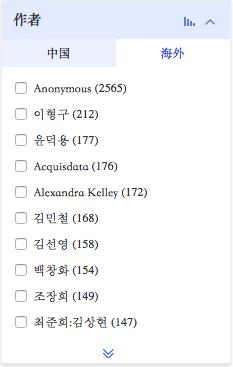 作者
中国 海外
Anonymous (2565)
이형구 (212)
윤덕용 (177)
Acquisdata (176)
Alexandra Kelley (172)
김민철 (168)
김선영 (158)
백창화 (154)
조장희 (149)
최준희:김상현 (147)